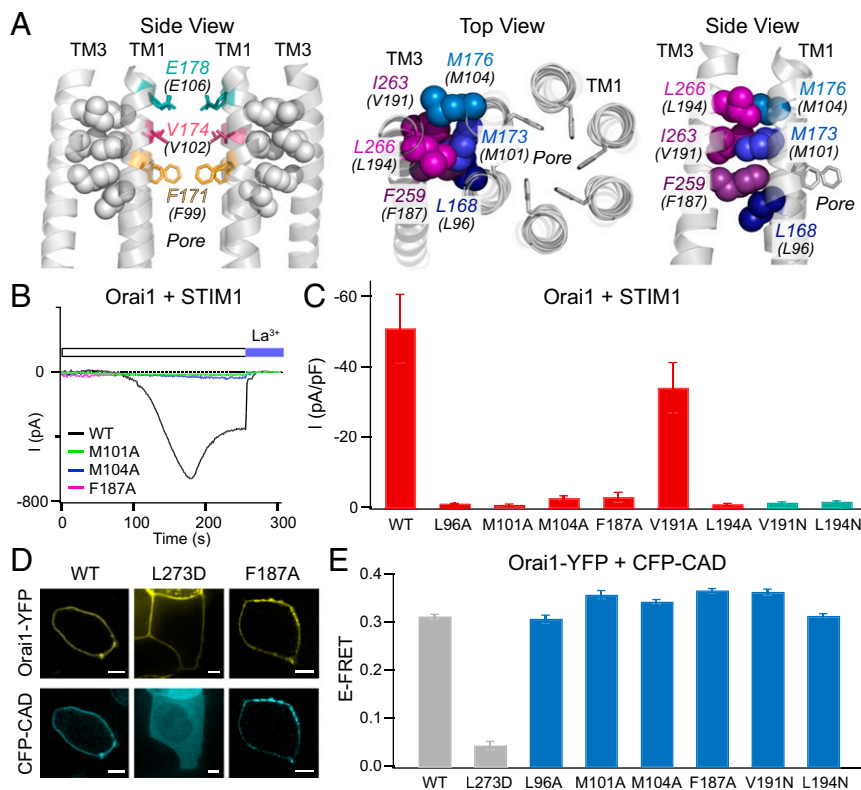 A
Side View
TM3 TM1 TM1 TM3
E178
(E106)
V174
(V102)
F171
(F99)
Pore
Top View
TM3
M176
(M104)
I263
(V191)
TM1
L266
(L194)
M173
(M101)
Pore
F259
(F187)
L168
(L96)
Side View
TM3 TM1
L266
(L194)
M176
(M104)
I263
(V191)
M173
(M101)
F259
(F187)
Pore
L168
(L96)
B
Orai1 + STIM1
La3+
0
I (pA)
-800
WT
M101A
M104A
F187A
0 100 200 300
Time (s)
C
Orai1 + STIM1
I (pA/pF)
-60
-40
-20
0
WT L96A M101A M104A F187A V191A L194A V191N L194N
D
WT L273D F187A
Orai1-YFP
CFP-CAD
E
Orai1-YFP + CFP-CAD
E-FRET
0.4
0.3
0.2
0.1
0.0
WT L273D L96A M101A M104A F187A V191N L194N